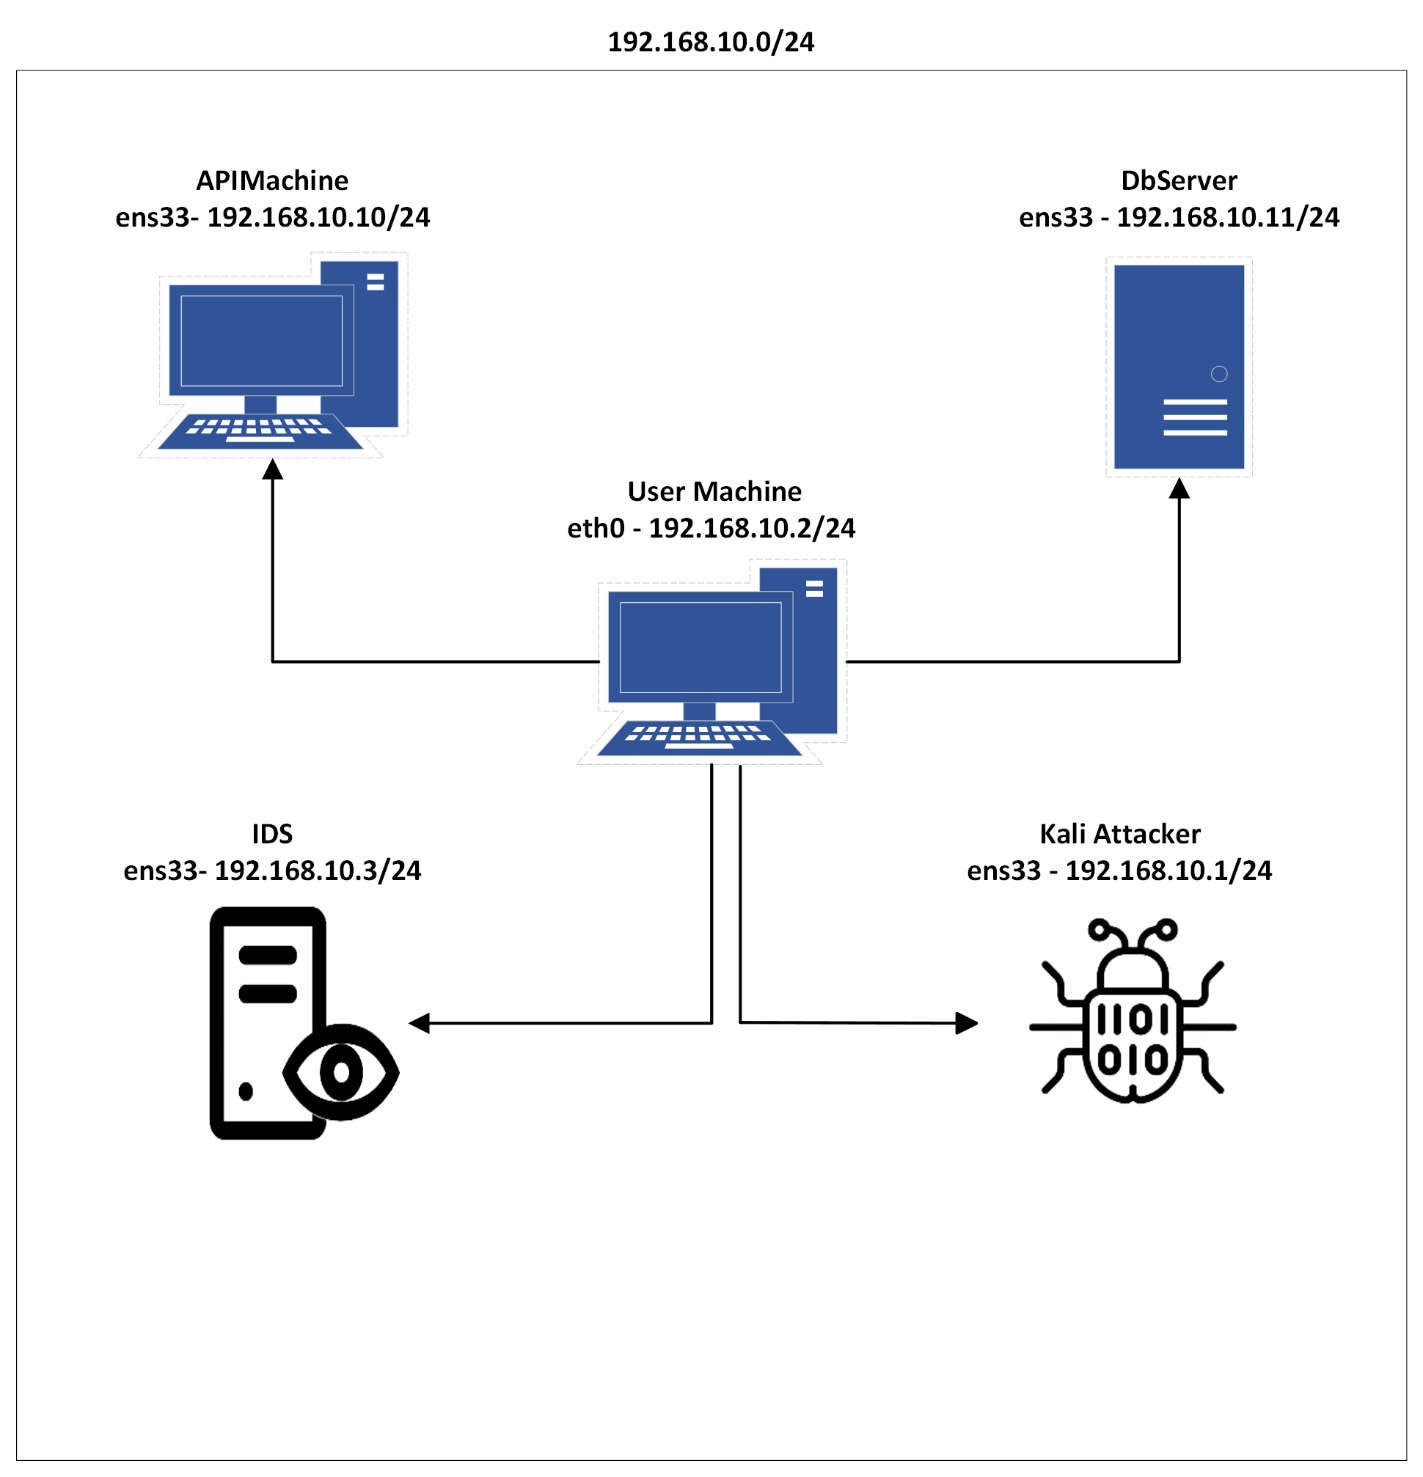 192.168.10.0/24
APIMachine
ens33- 192.168.10.10/24
DbServer
ens33 - 192.168.10.11/24
User Machine
eth0 - 192.168.10.2/24
IDS
ens33- 192.168.10.3/24
Kali Attacker
ens33 - 192.168.10.1/24
1101
010